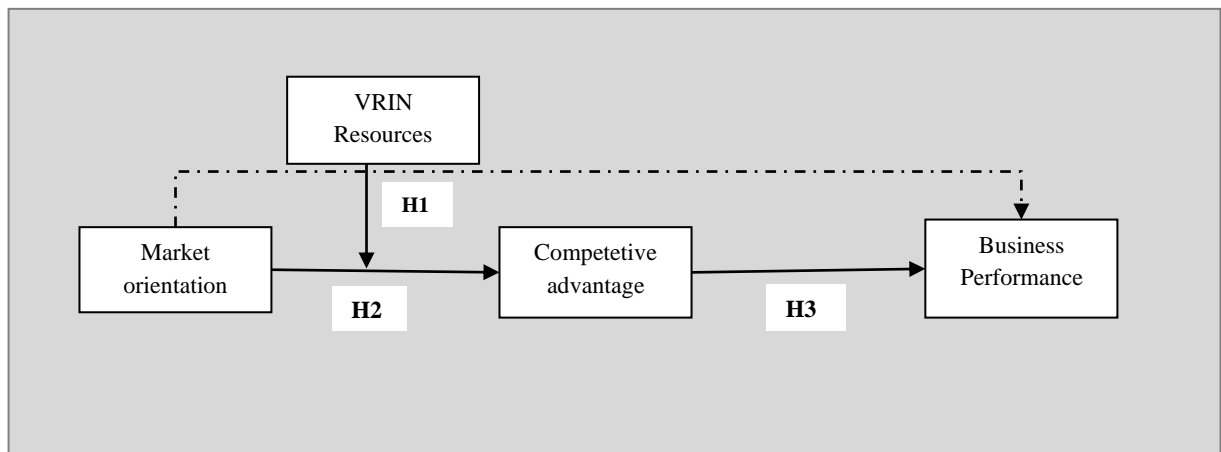 VRIN
Resources
H1
Market
orientation
H2
Competetive
advantage
H3
Business
Performance